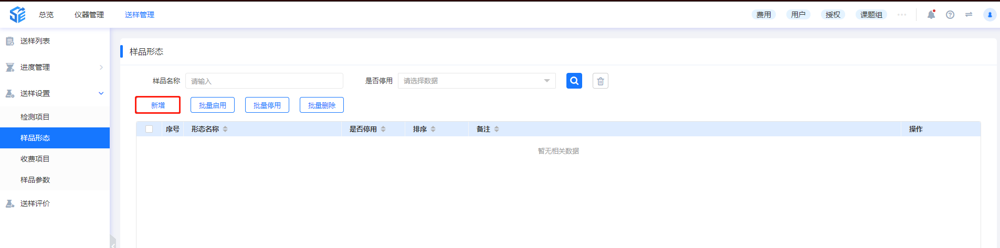 总览 仪器管理 送样管理 费用 用户 授权 课题组
送样列表
进度管理
送样设置
检测项目
样品形态
收费项目
样品参数
送样评价
样品形态
样品名称 请输入 是否停用 请选择数据
新增 批量启用 批量停用 批量删除
序号 形态名称 是否停用 排序 备注 操作
暂无相关数据